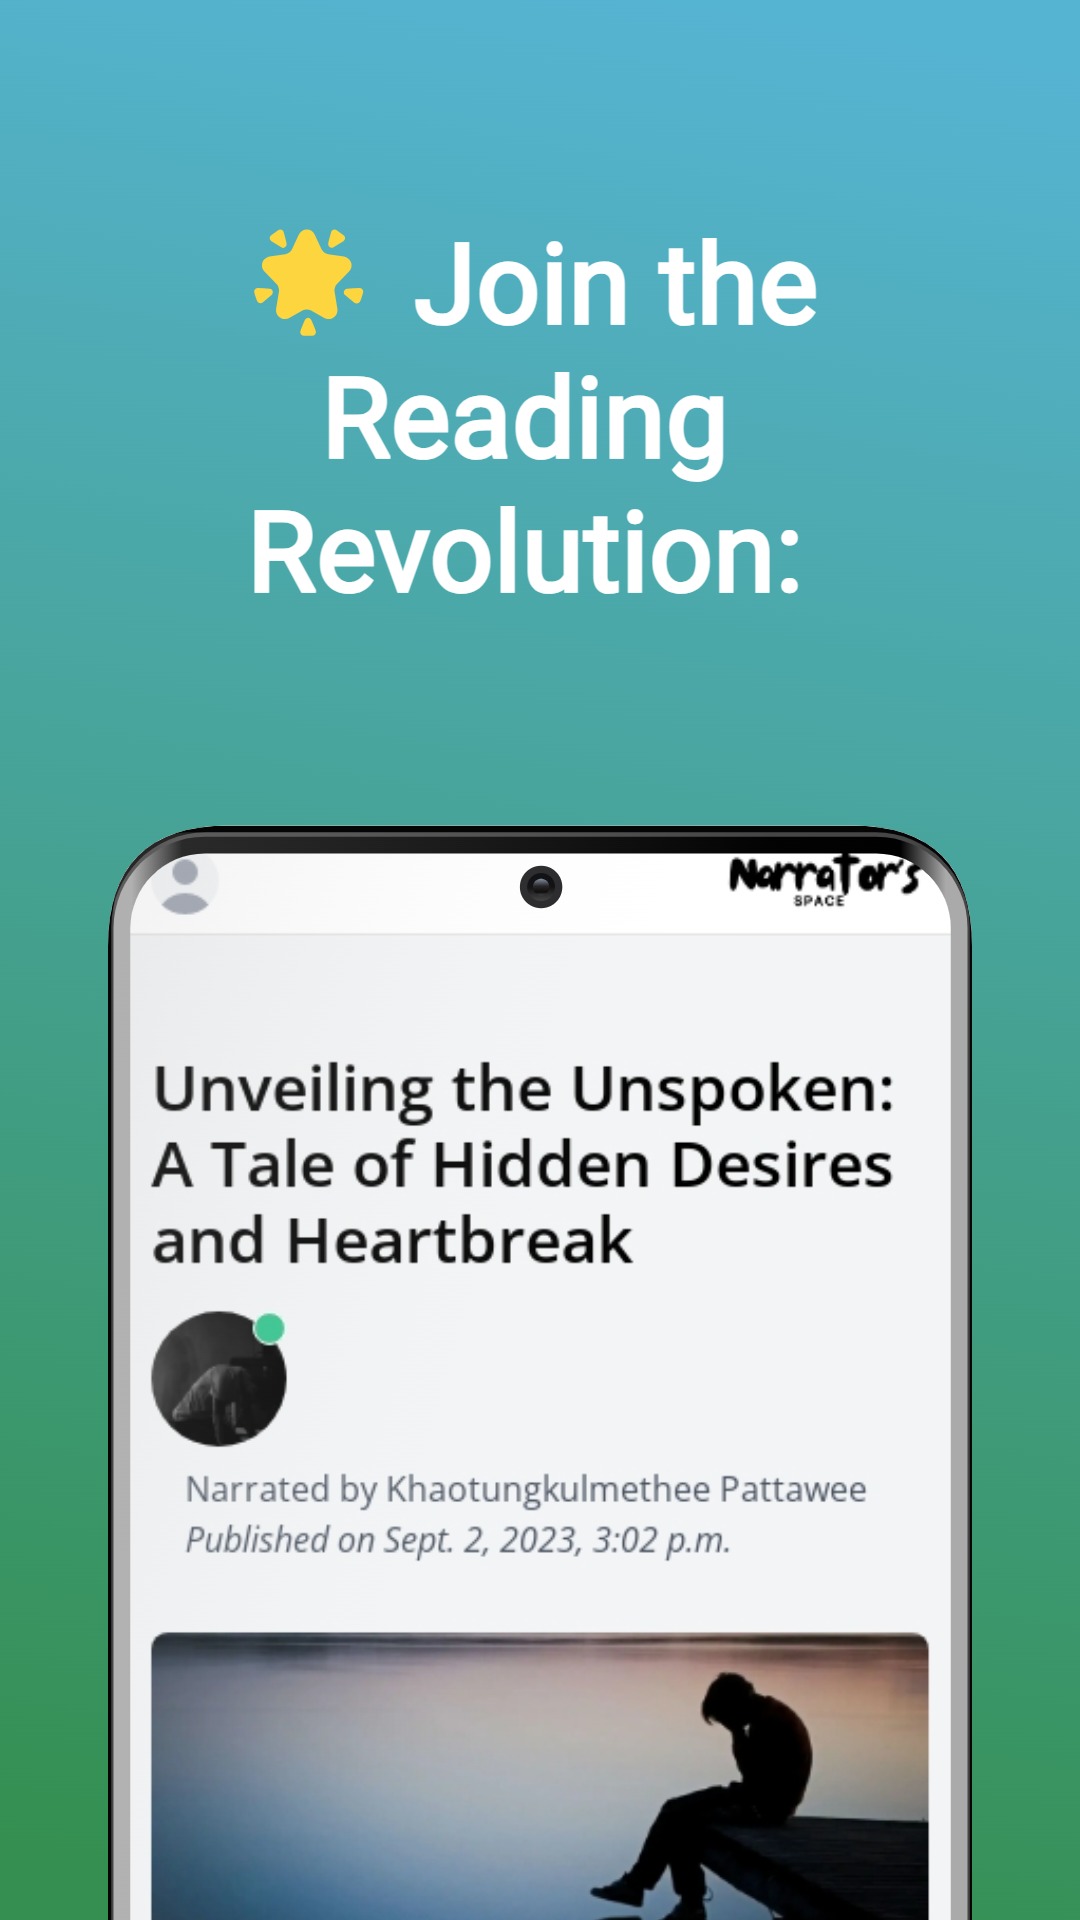 🌟 Join the
Reading
Revolution:
Narrator's
SPACE
Unveiling the Unspoken:
A Tale of Hidden Desires
and Heartbreak
Narrated by Khaotungkulmethee Pattawee
Published on Sept. 2, 2023, 3:02 p.m.